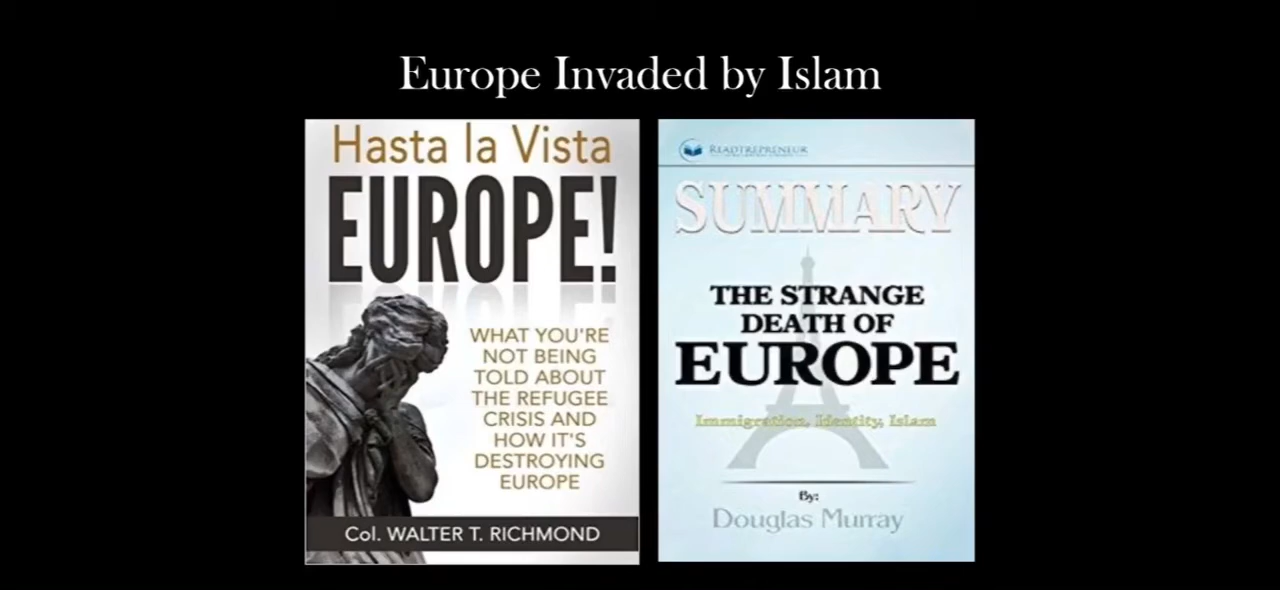 Europe Invaded by Islam
Hasta la Vista
EUROPE!
WHAT YOU'RE
NOT BEING
TOLD ABOUT
THE REFUGEE
CRISIS AND
HOW IT'S
DESTROYING
EUROPE
Col. WALTER T. RICHMOND
READTREPRENEUR
SUMMARY
THE STRANGE
DEATH OF
EUROPE
Immigration, Identity, Islam
By:
Douglas Murray